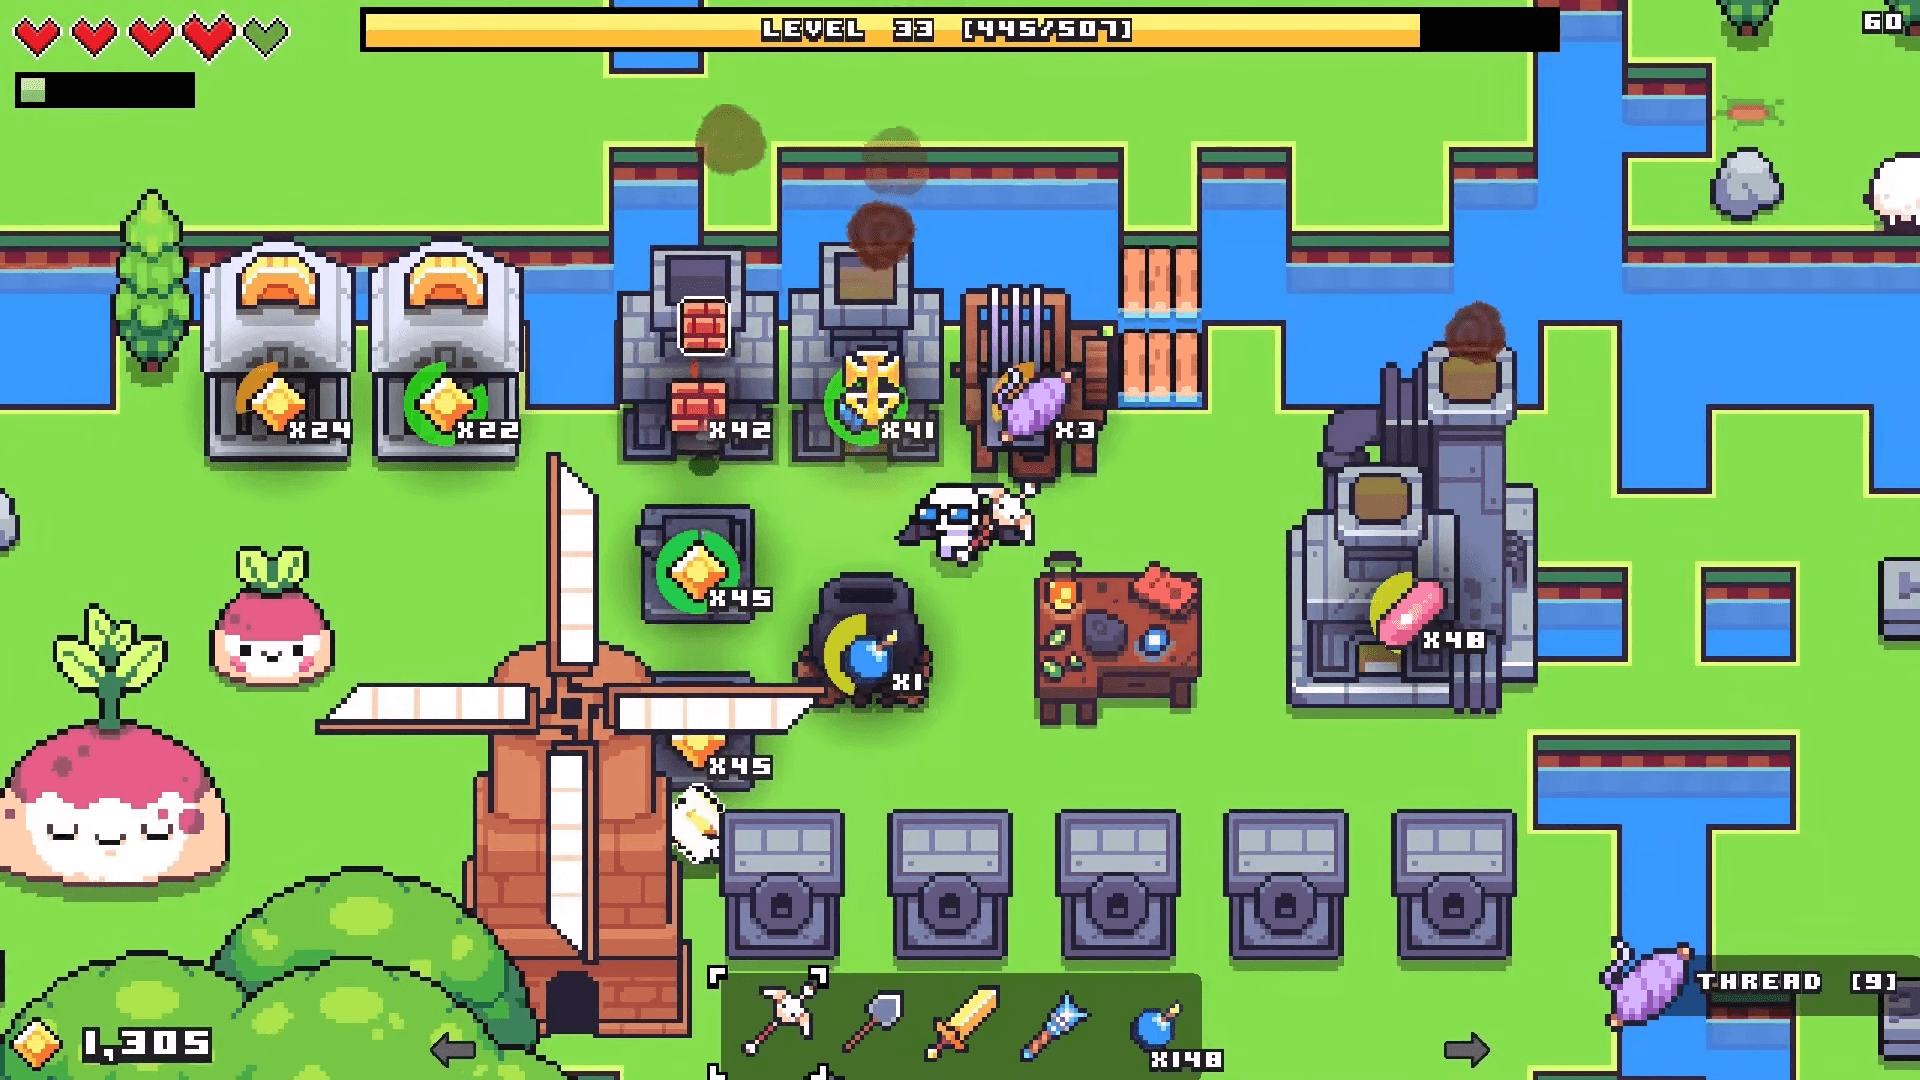 LEVEL 33 [445/507]
60
X24
X22
X42
X41
X3
X45
X1
X48
X45
THREAD [9]
1,305
X148